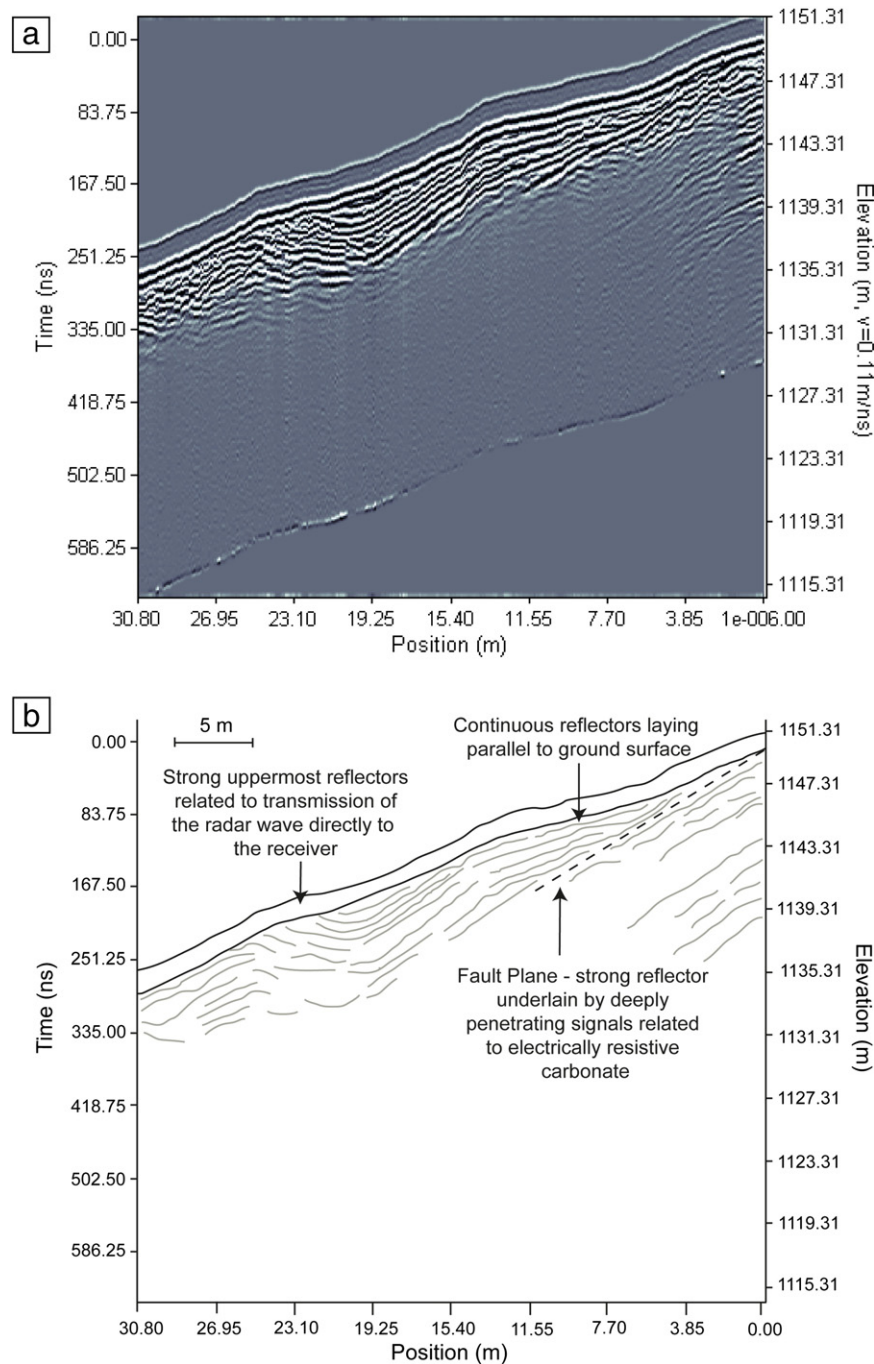 a
0.00
83.75
167.50
251.25
335.00
418.75
502.50
586.25
Time (ns)
1151.31
1147.31
1143.31
1139.31
1135.31
1131.31
1127.31
1123.31
1119.31
1115.31
Elevation (m, v=0.11m/ns)
30.80 26.95 23.10 19.25 15.40 11.55 7.70 3.85 1e-006.00
Position (m)
b
5 m
Strong uppermost reflectors
related to transmission of
the radar wave directly to
the receiver
Continuous reflectors laying
parallel to ground surface
Fault Plane - strong reflector
underlain by deeply
penetrating signals related
to electrically resistive
carbonate
0.00
83.75
167.50
251.25
335.00
418.75
502.50
586.25
Time (ns)
1151.31
1147.31
1143.31
1139.31
1135.31
1131.31
1127.31
1123.31
1119.31
1115.31
Elevation (m)
30.80 26.95 23.10 19.25 15.40 11.55 7.70 3.85 0.00
Position (m)